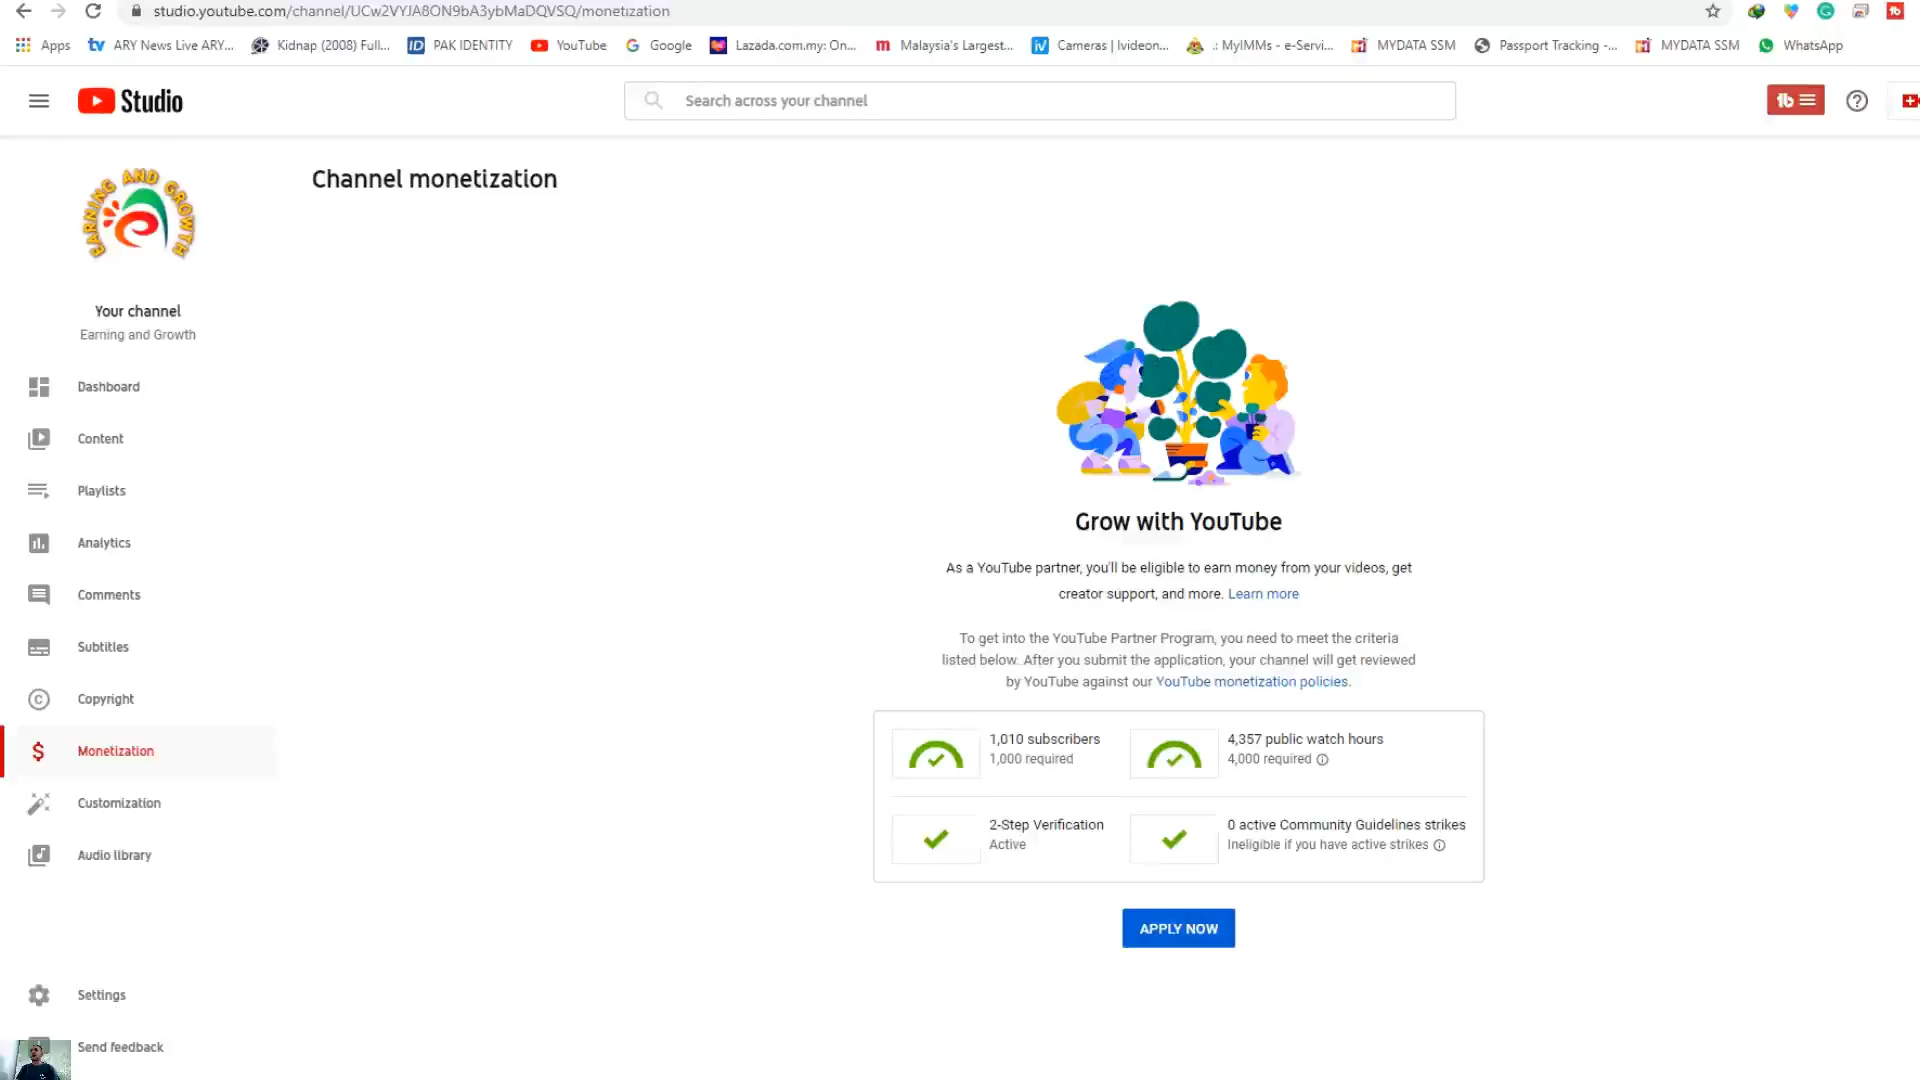 studio.youtube.com/channel/UCw2VYJA8ON9bA3ybMaDQVSQ/monetization
Apps
tv ARY News Live ARY...
Kidnap (2008) Full...
ID PAK IDENTITY
YouTube
G Google
Lazada.com.my: On...
m Malaysia's Largest...
iv Cameras | Ivideon...
.: MyIMMs - e-Servi...
MYDATA SSM
Passport Tracking -...
MYDATA SSM
WhatsApp
Studio
Search across your channel
tb
EARNING AND GROWTH
Channel monetization
Your channel
Earning and Growth
Dashboard
Content
Playlists
Analytics
Comments
Subtitles
Copyright
Monetization
Customization
Audio library
Settings
Send feedback
Grow with YouTube
As a YouTube partner, you'll be eligible to earn money from your videos, get
creator support, and more. Learn more
To get into the YouTube Partner Program, you need to meet the criteria
listed below. After you submit the application, your channel will get reviewed
by YouTube against our YouTube monetization policies.
1,010 subscribers
1,000 required
4,357 public watch hours
4,000 required
2-Step Verification
Active
0 active Community Guidelines strikes
Ineligible if you have active strikes
APPLY NOW